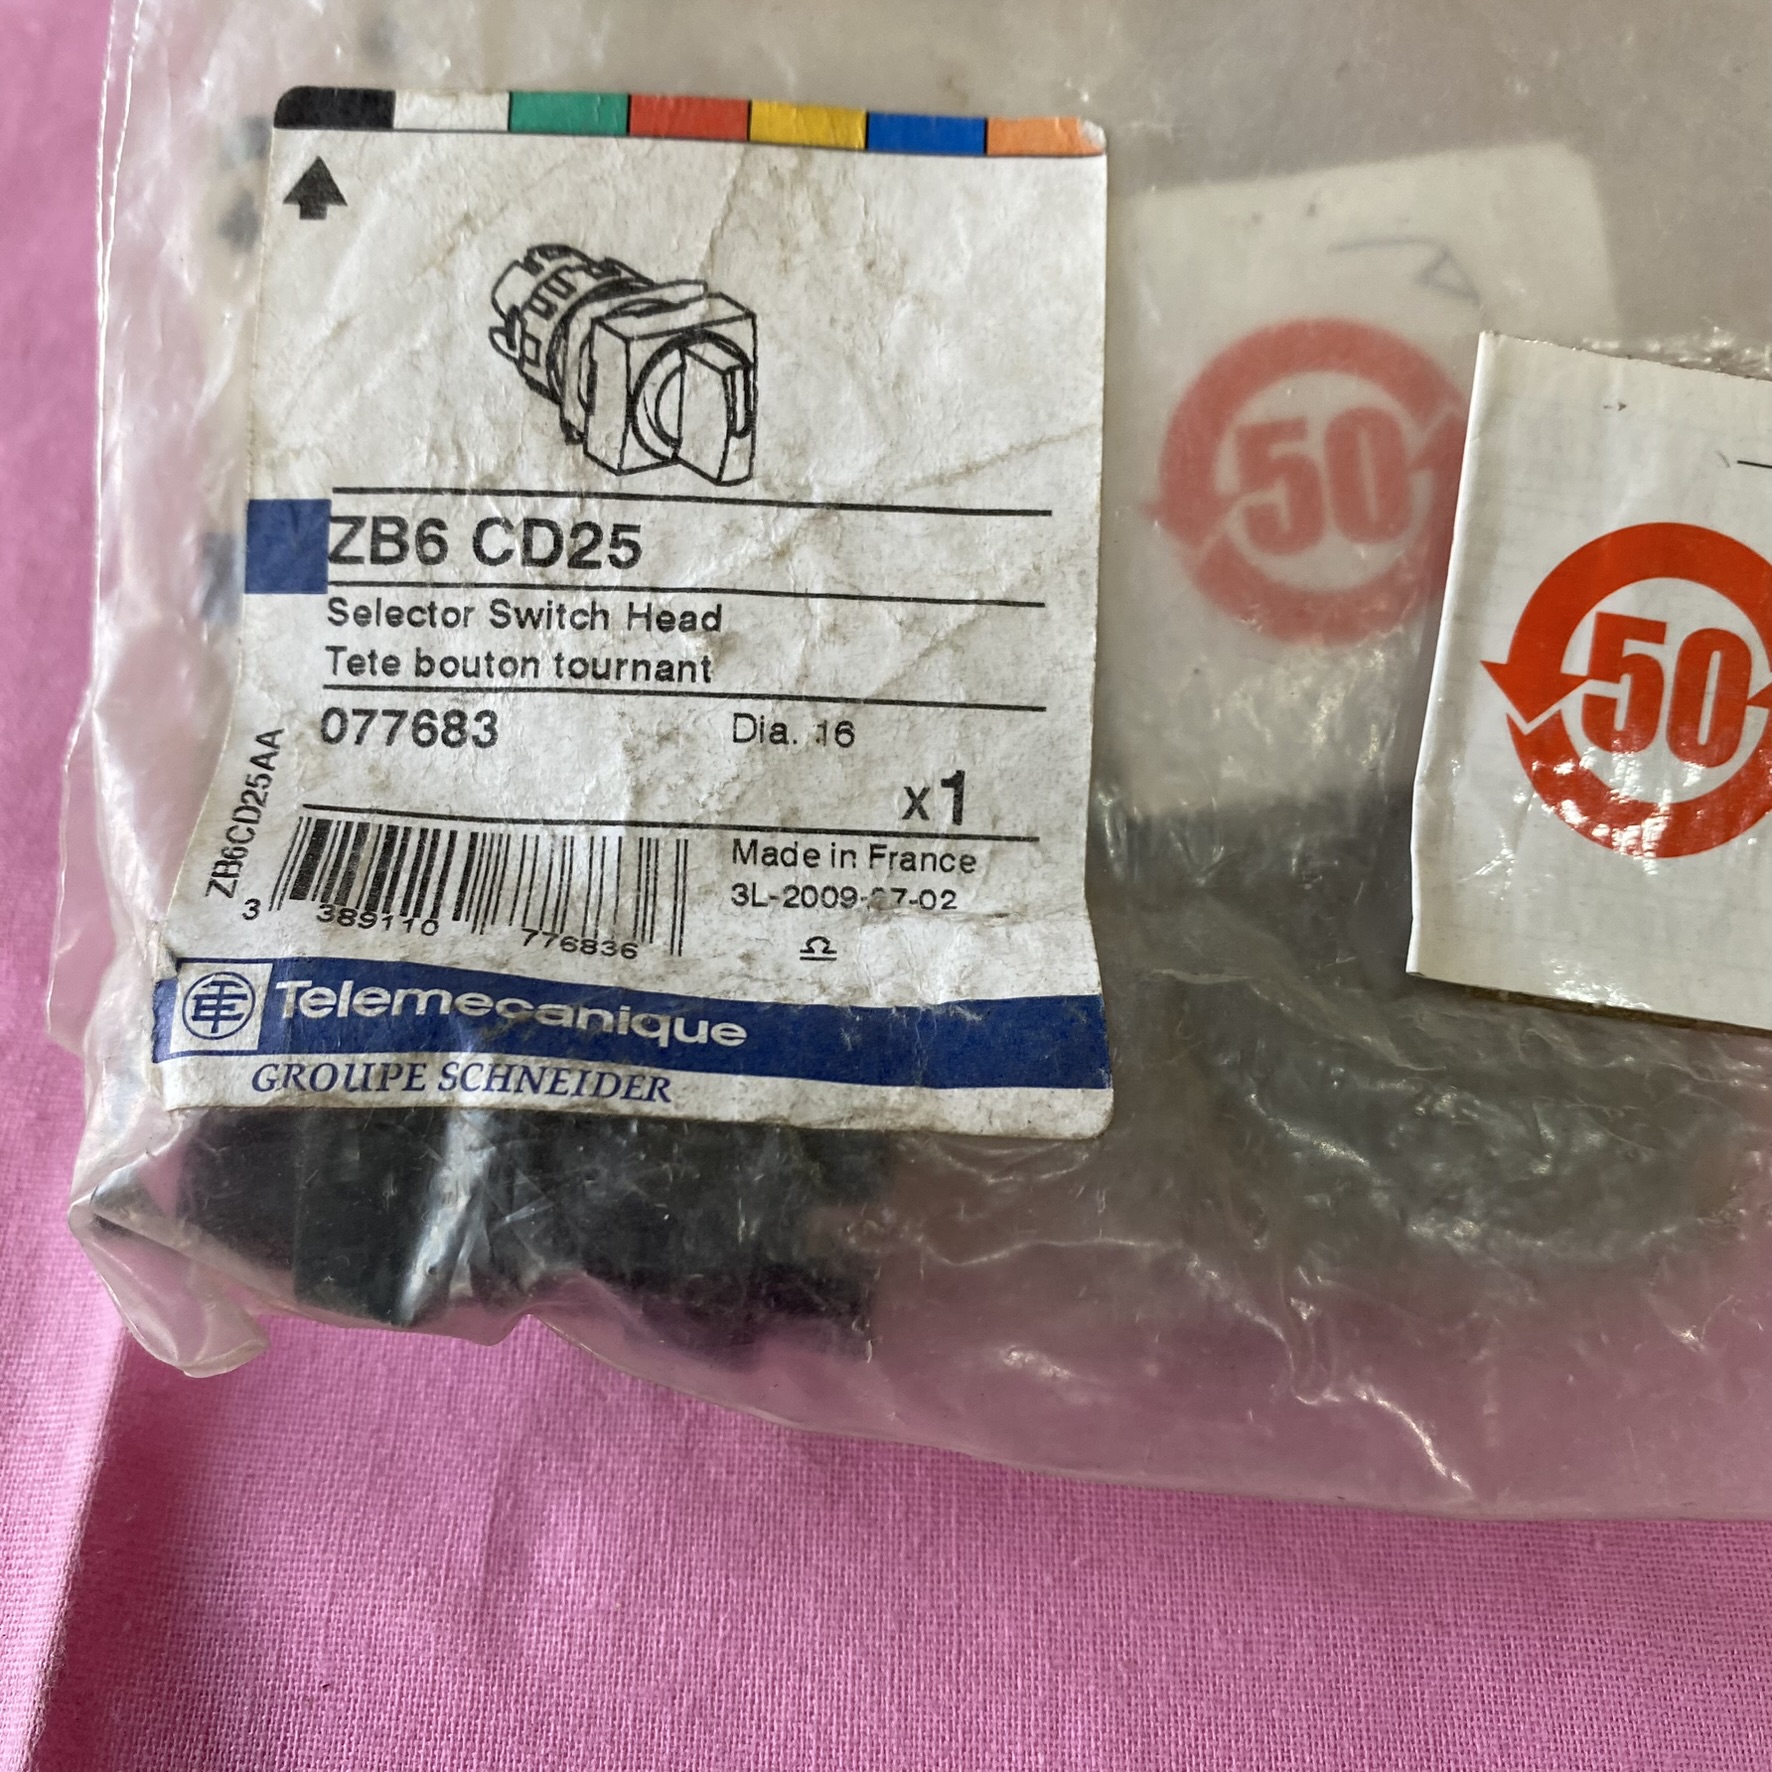 ZB6 CD25
Selector Switch Head
Tete bouton tournant
077683 Dia. 16
x1
ZB6CD25AA
Made in France
3 389110 776836
Telemecanique
GROUPE SCHNEIDER
50
50